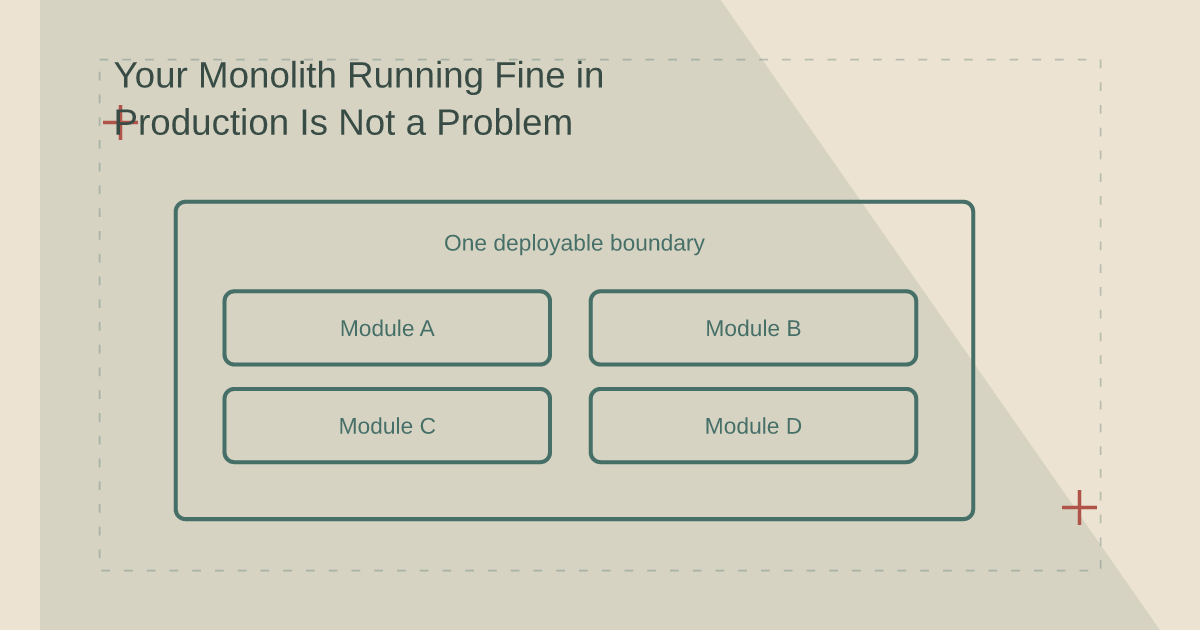 Your Monolith Running Fine in
Production Is Not a Problem
One deployable boundary
Module A
Module B
Module C
Module D